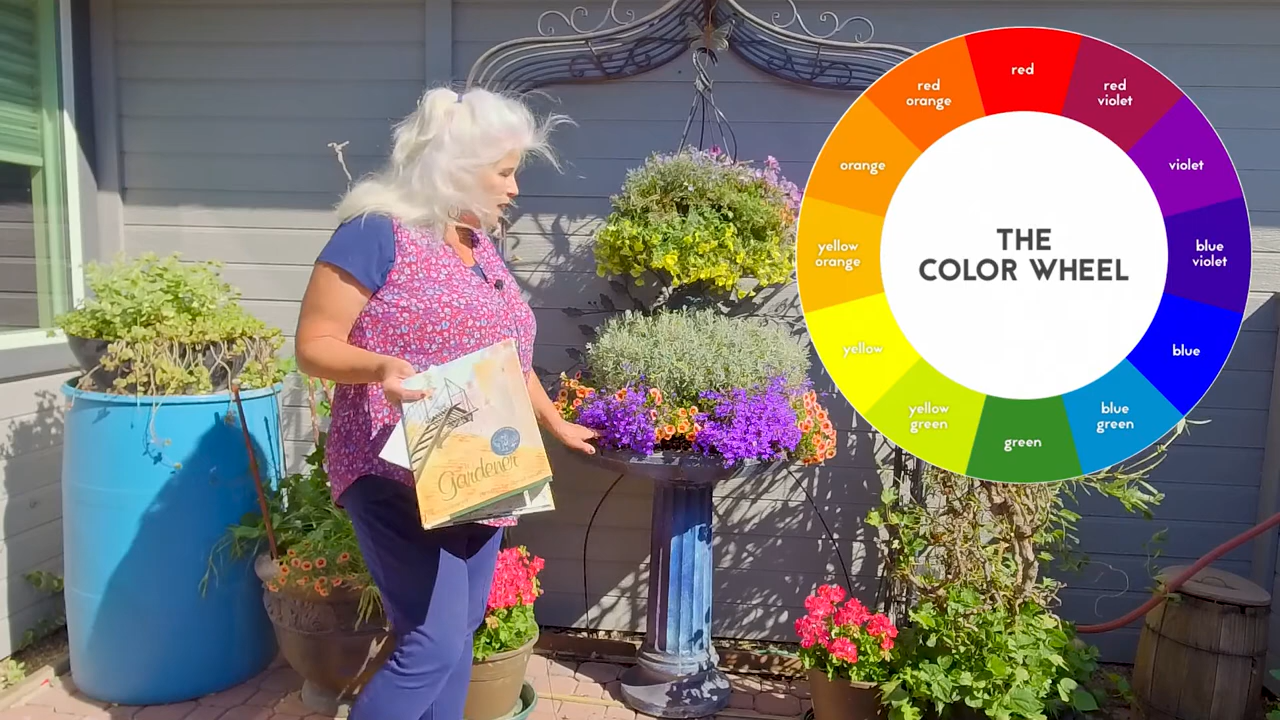 red
red
violet
violet
blue
violet
blue
blue
green
green
yellow
green
yellow
yellow
orange
orange
red
orange
THE
COLOR WHEEL
Gardener